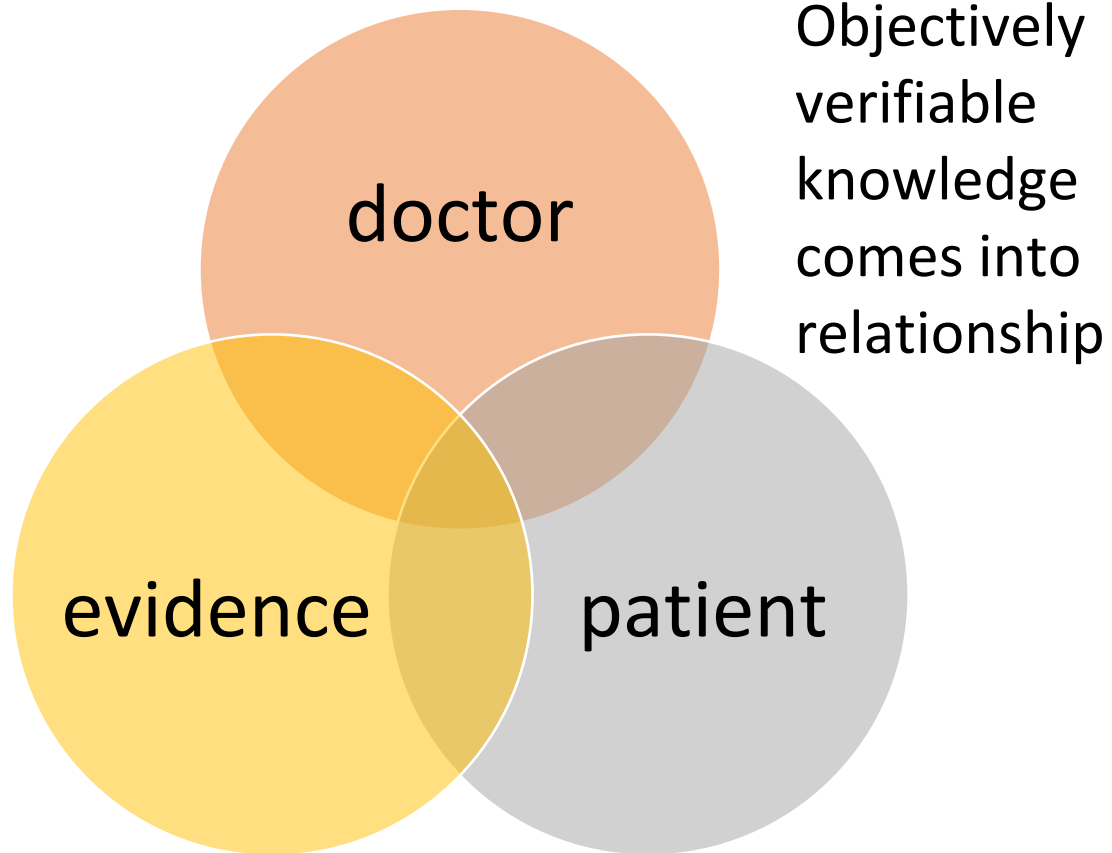 Objectively
verifiable
knowledge
comes into
relationship
doctor
evidence
patient